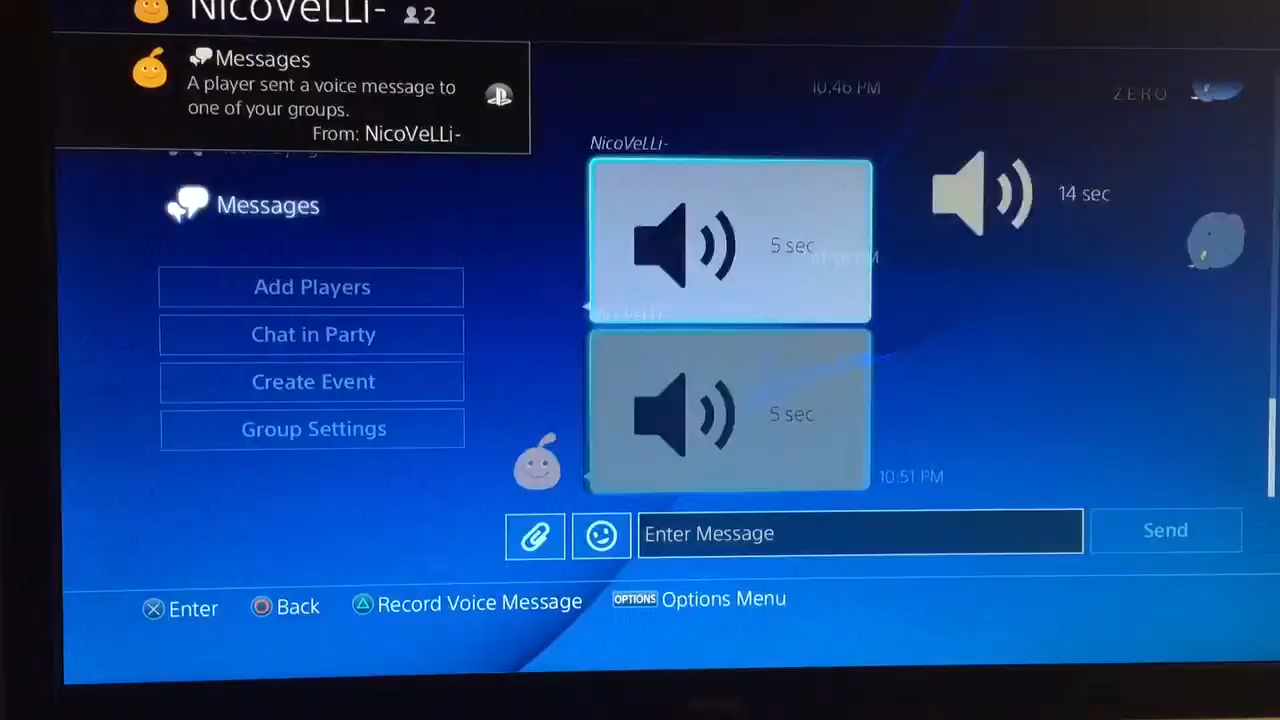 NicoVeLLi- 2
Messages
A player sent a voice message to
one of your groups.
From: NicoVeLLi-
10:46 PM
ZERO
NicoVeLLi-
5 sec
14 sec
Messages
Add Players
Chat in Party
Create Event
Group Settings
5 sec
10:51 PM
Enter Message
Send
Enter
Back
Record Voice Message
OPTIONS Options Menu